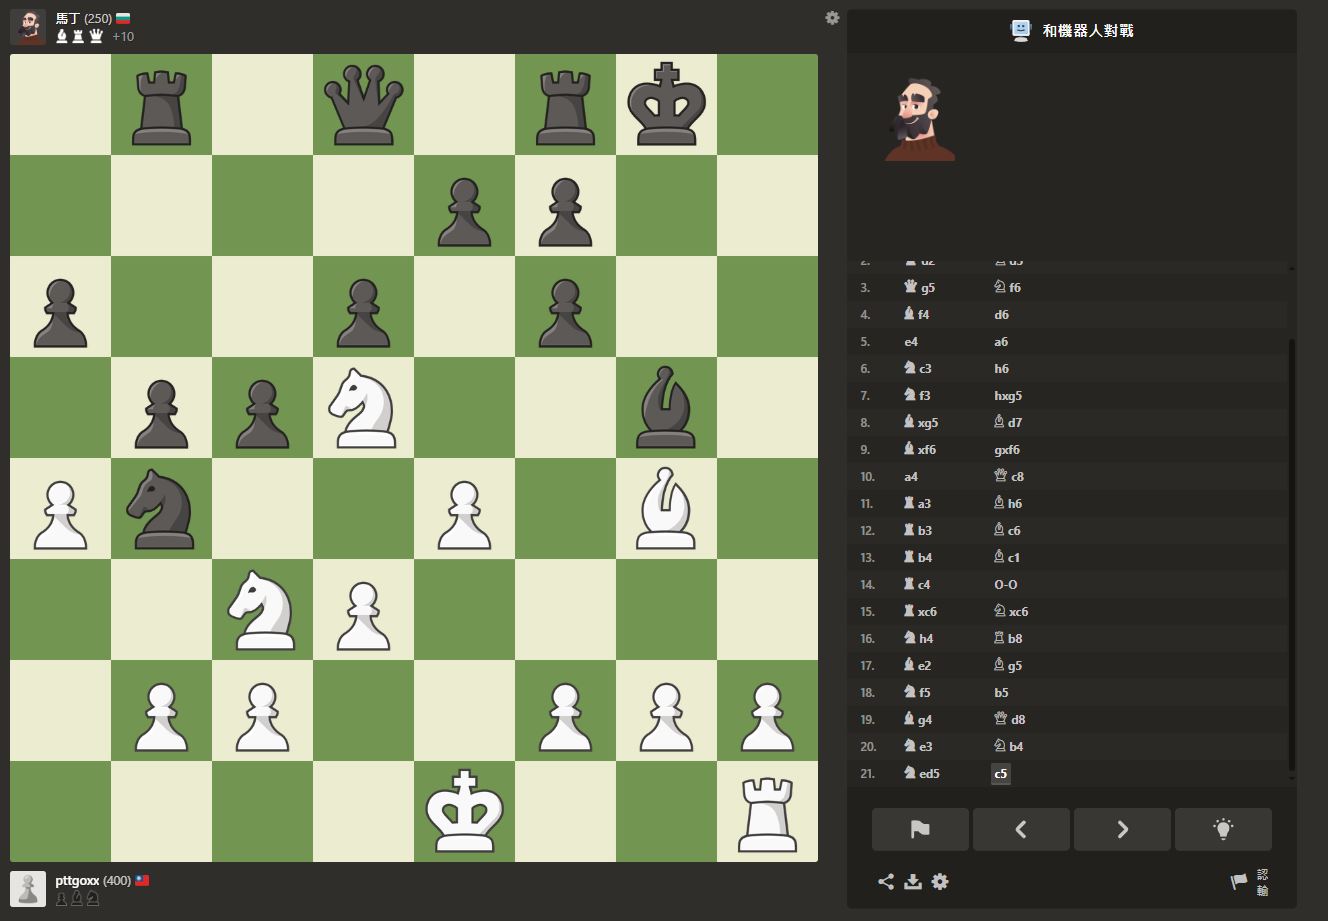 馬丁 (250)
+10
和機器人對戰
2. d2 d5
3. g5 f6
4. f4 d6
5. e4 a6
6. c3 h6
7. f3 hxg5
8. xg5 d7
9. xf6 gxf6
10. a4 c8
11. a3 h6
12. b3 c6
13. b4 c1
14. c4 O-O
15. xc6 xc6
16. h4 b8
17. e2 g5
18. f5 b5
19. g4 d8
20. e3 b4
21. ed5 c5
pttgoxx (400)
認輸